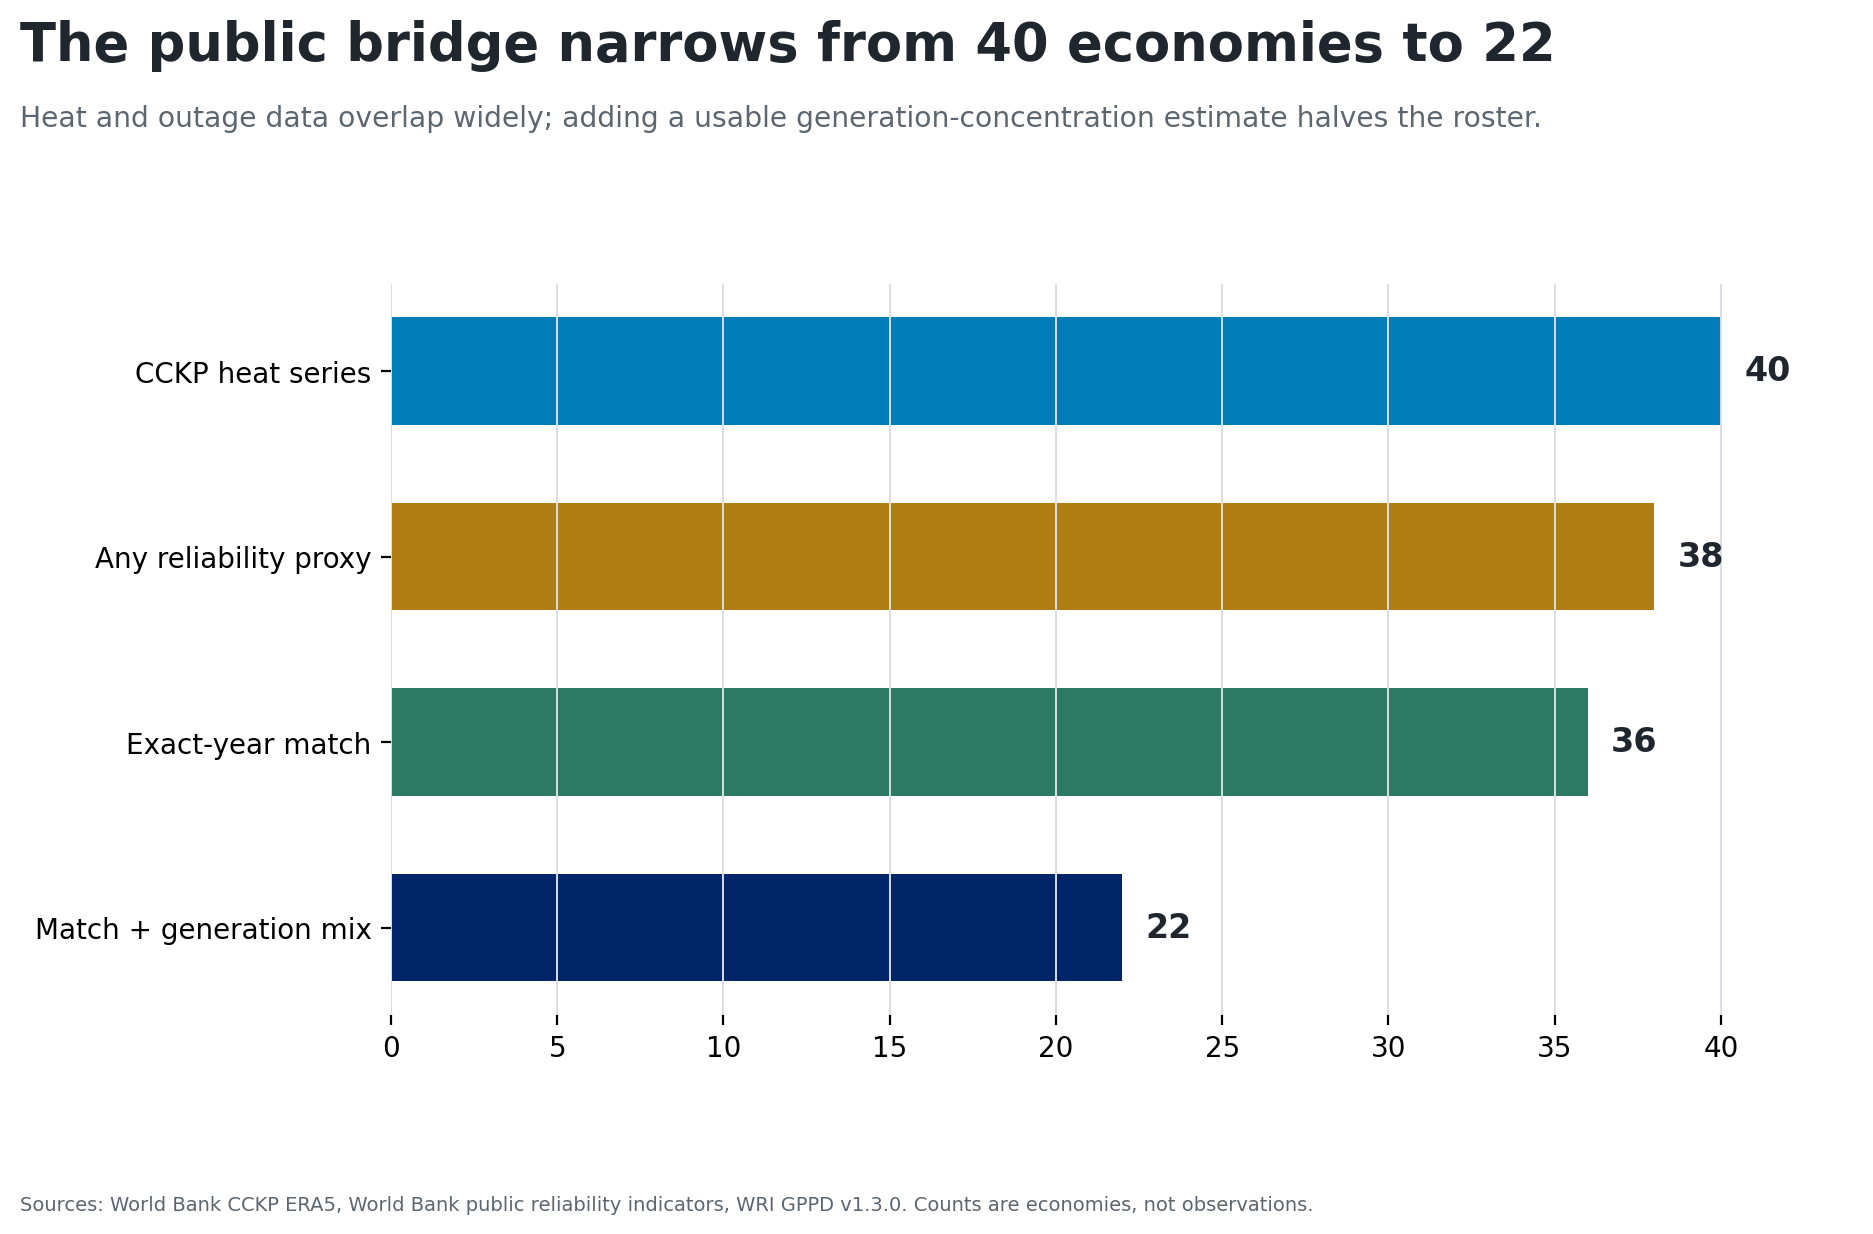 The public bridge narrows from 40 economies to 22
Heat and outage data overlap widely; adding a usable generation-concentration estimate halves the roster.
CCKP heat series
40
Any reliability proxy
38
Exact-year match
36
Match + generation mix
22
0 5 10 15 20 25 30 35 40
Sources: World Bank CCKP ERA5, World Bank public reliability indicators, WRI GPPD v1.3.0. Counts are economies, not observations.